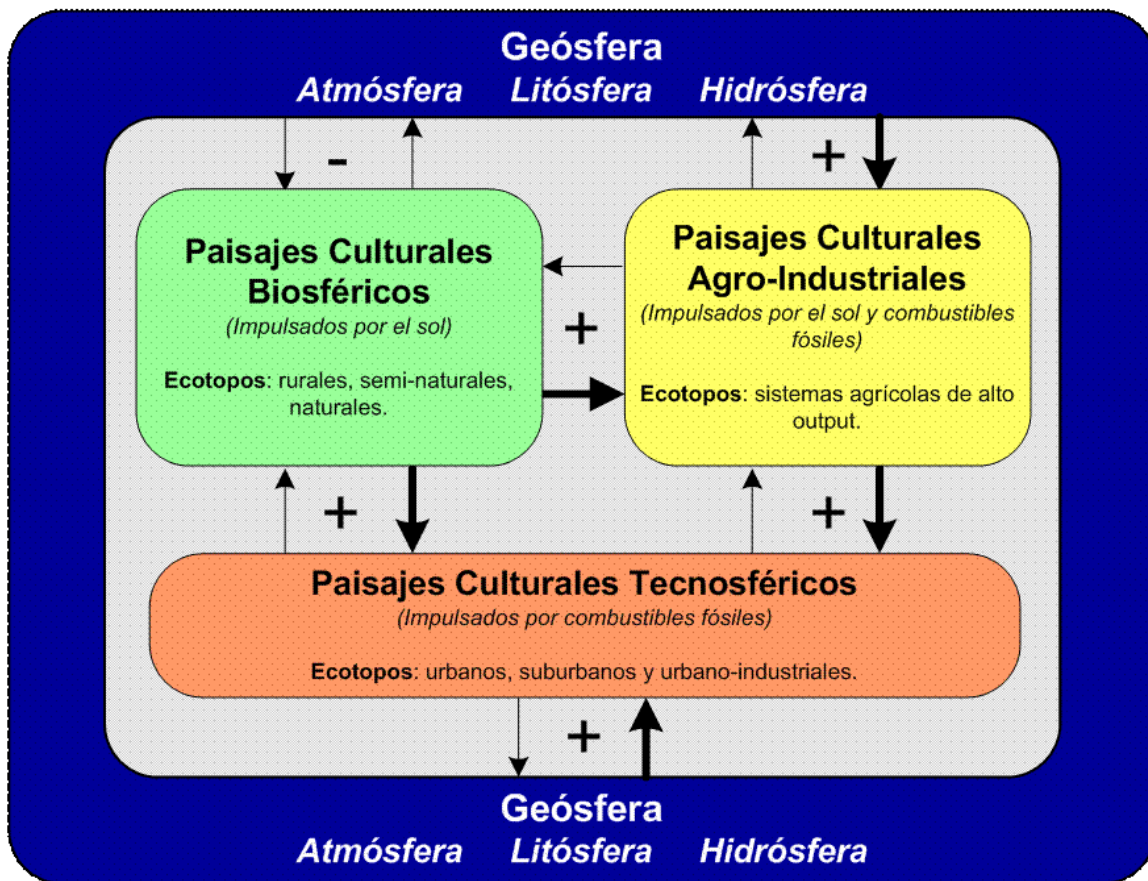 Geósfera
Atmósfera Litósfera Hidrósfera
-
+
Paisajes Culturales
Biosféricos
(Impulsados por el sol)
Ecotopos: rurales, semi-naturales,
naturales.
+
Paisajes Culturales
Agro-Industriales
(Impulsados por el sol y combustibles
fósiles)
Ecotopos: sistemas agrícolas de alto
output.
+
+
Paisajes Culturales Tecnosféricos
(Impulsados por combustibles fósiles)
Ecotopos: urbanos, suburbanos y urbano-industriales.
+
Geósfera
Atmósfera Litósfera Hidrósfera